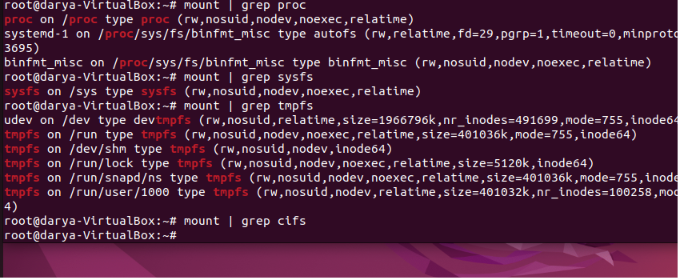 root@darya-VirtualBox:~# mount | grep proc
proc on /proc type proc (rw,nosuid,nodev,noexec,relatime)
systemd-1 on /proc/sys/fs/binfmt_misc type autofs (rw,relatime,fd=29,pgrp=1,timeout=0,minproto
3695)
binfmt_misc on /proc/sys/fs/binfmt_misc type binfmt_misc (rw,nosuid,nodev,noexec,relatime)
root@darya-VirtualBox:~# mount | grep sysfs
sysfs on /sys type sysfs (rw,nosuid,nodev,noexec,relatime)
root@darya-VirtualBox:~# mount | grep tmpfs
udev on /dev type devtmpfs (rw,nosuid,relatime,size=1966796k,nr_inodes=491699,mode=755,inode64
tmpfs on /run type tmpfs (rw,nosuid,nodev,noexec,relatime,size=401036k,mode=755,inode64)
tmpfs on /dev/shm type tmpfs (rw,nosuid,nodev,inode64)
tmpfs on /run/lock type tmpfs (rw,nosuid,nodev,noexec,relatime,size=5120k,inode64)
tmpfs on /run/snapd/ns type tmpfs (rw,nosuid,nodev,noexec,relatime,size=401036k,mode=755,inode
tmpfs on /run/user/1000 type tmpfs (rw,nosuid,nodev,relatime,size=401032k,nr_inodes=100258,mod
4)
root@darya-VirtualBox:~# mount | grep cifs
root@darya-VirtualBox:~#